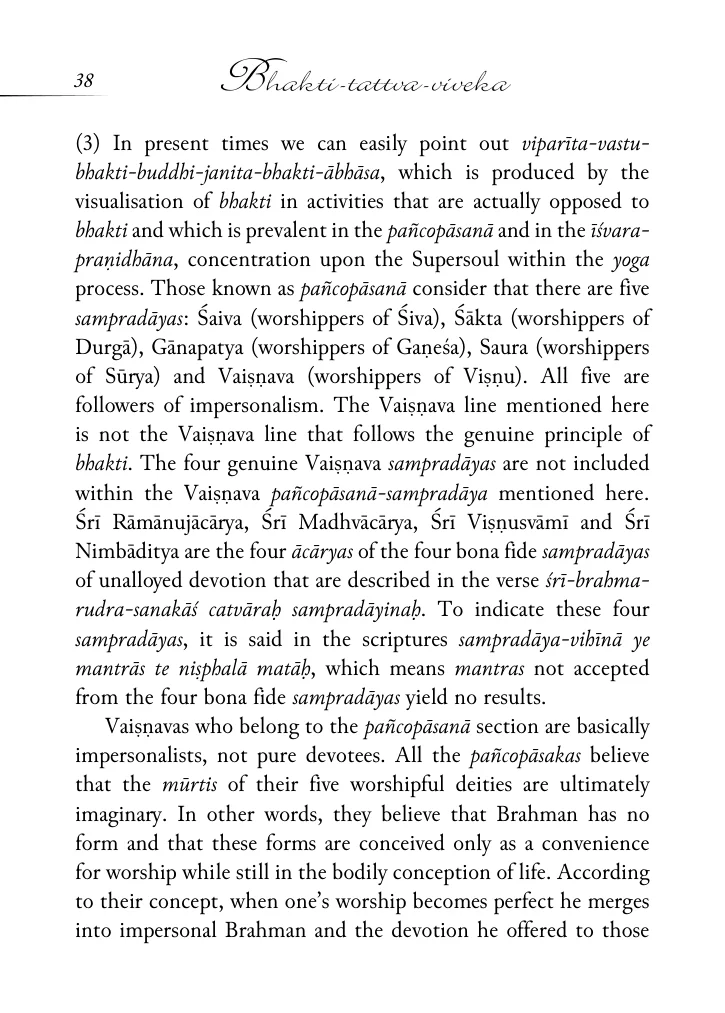 38
Bhakti-tattva-viveka
(3) In present times we can easily point out viparīta-vastu-
bhakti-buddhi-janita-bhakti-ābhāsa, which is produced by the
visualisation of bhakti in activities that are actually opposed to
bhakti and which is prevalent in the pañcopāsanā and in the īśvara-
praṇidhāna, concentration upon the Supersoul within the yoga
process. Those known as pañcopāsanā consider that there are five
sampradāyas: Śaiva (worshippers of Śiva), Śākta (worshippers of
Durgā), Gānapatya (worshippers of Gaṇeśa), Saura (worshippers
of Sūrya) and Vaiṣṇava (worshippers of Viṣṇu). All five are
followers of impersonalism. The Vaiṣṇava line mentioned here
is not the Vaiṣṇava line that follows the genuine principle of
bhakti. The four genuine Vaiṣṇava sampradāyas are not included
within the Vaiṣṇava pañcopāsanā-sampradāya mentioned here.
Śrī Rāmānujācārya, Śrī Madhvācārya, Śrī Viṣṇusvāmī and Śrī
Nimbāditya are the four ācāryas of the four bona fide sampradāyas
of unalloyed devotion that are described in the verse śrī-brahma-
rudra-sanakāś catvāraḥ sampradāyinaḥ. To indicate these four
sampradāyas, it is said in the scriptures sampradāya-vihīnā ye
mantrās te niṣphalā matāḥ, which means mantras not accepted
from the four bona fide sampradāyas yield no results.
Vaiṣṇavas who belong to the pañcopāsanā section are basically
impersonalists, not pure devotees. All the pañcopāsakas believe
that the mūrtis of their five worshipful deities are ultimately
imaginary. In other words, they believe that Brahman has no
form and that these forms are conceived only as a convenience
for worship while still in the bodily conception of life. According
to their concept, when one’s worship becomes perfect he merges
into impersonal Brahman and the devotion he offered to those